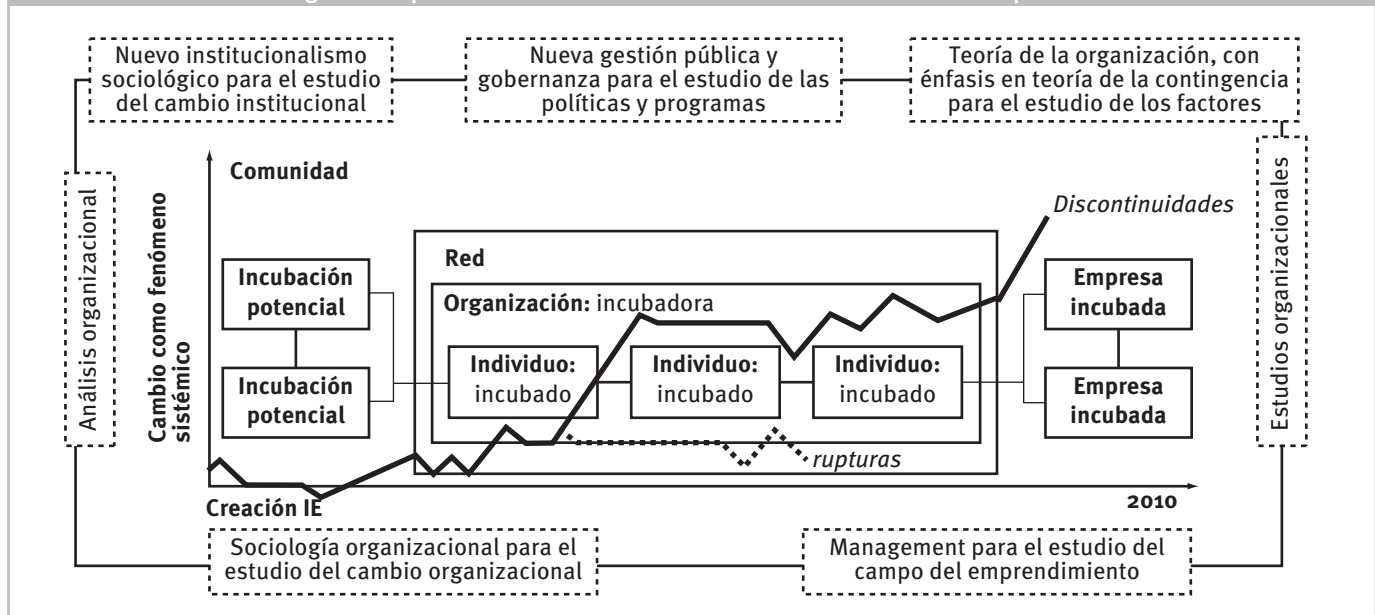 Nuevo institucionalismo
sociológico para el estudio
del cambio institucional
Nueva gestión pública y
gobernanza para el estudio de las
políticas y programas
Teoría de la organización, con
énfasis en teoría de la contingencia
para el estudio de los factores
Análisis organizacional
Cambio como fenómeno
sistémico
Comunidad
Discontinuidades
Estudios organizacionales
Red
Incubación
potencial
Organización: incubadora
Empresa
incubada
Incubación
potencial
Individuo:
incubado
Individuo:
incubado
Individuo:
incubado
Empresa
incubada
rupturas
Creación IE
2010
Sociología organizacional para el
estudio del cambio organizacional
Management para el estudio del
campo del emprendimiento